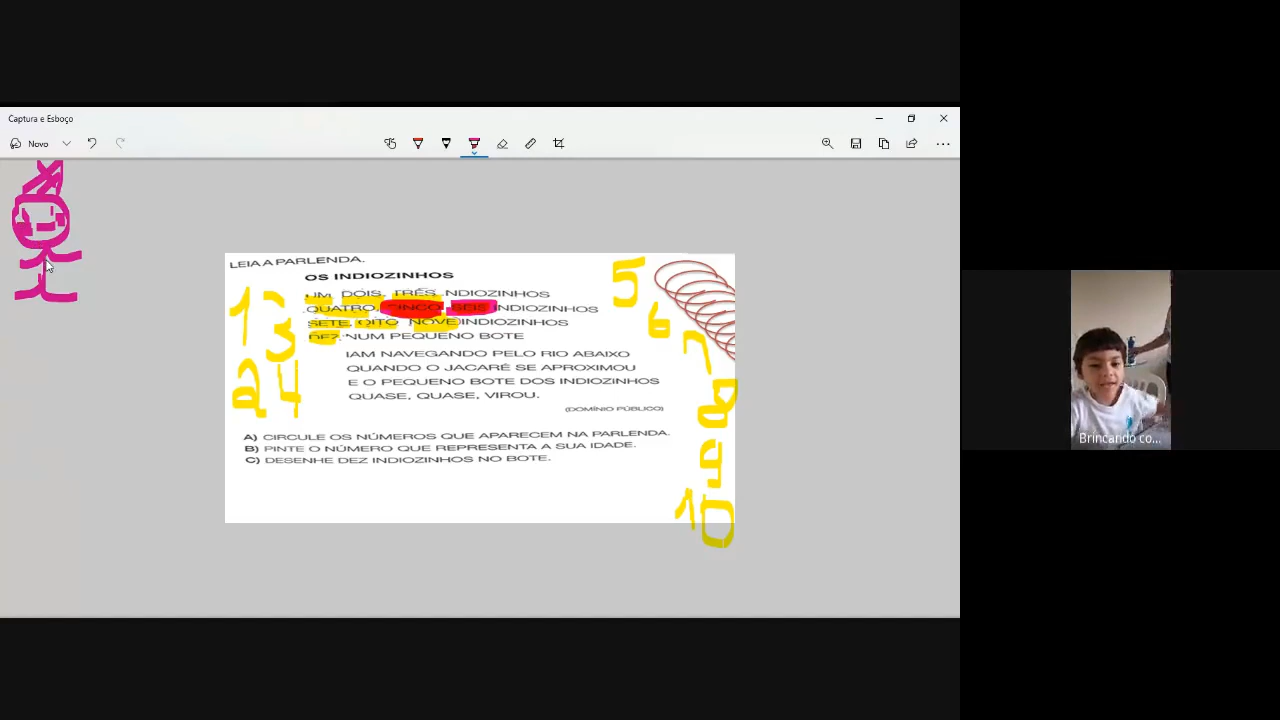 Captura e Esboço
Novo
LEIA A PARLENDA.
OS INDIOZINHOS
UM, DOIS, TRÊS NDIOZINHOS
QUATRO, CINCO, SEIS INDIOZINHOS
SETE, OITO NOVE INDIOZINHOS
DEZ NUM PEQUENO BOTE
IAM NAVEGANDO PELO RIO ABAIXO
QUANDO O JACARÉ SE APROXIMOU
E O PEQUENO BOTE DOS INDIOZINHOS
QUASE, QUASE, VIROU.
(DOMÍNIO PÚBLICO)
A) CIRCULE OS NÚMEROS QUE APARECEM NA PARLENDA.
B) PINTE O NÚMERO QUE REPRESENTA A SUA IDADE.
C) DESENHE DEZ INDIOZINHOS NO BOTE.
1 3
2 4
5
6
7
8
9
10
Brincando co...